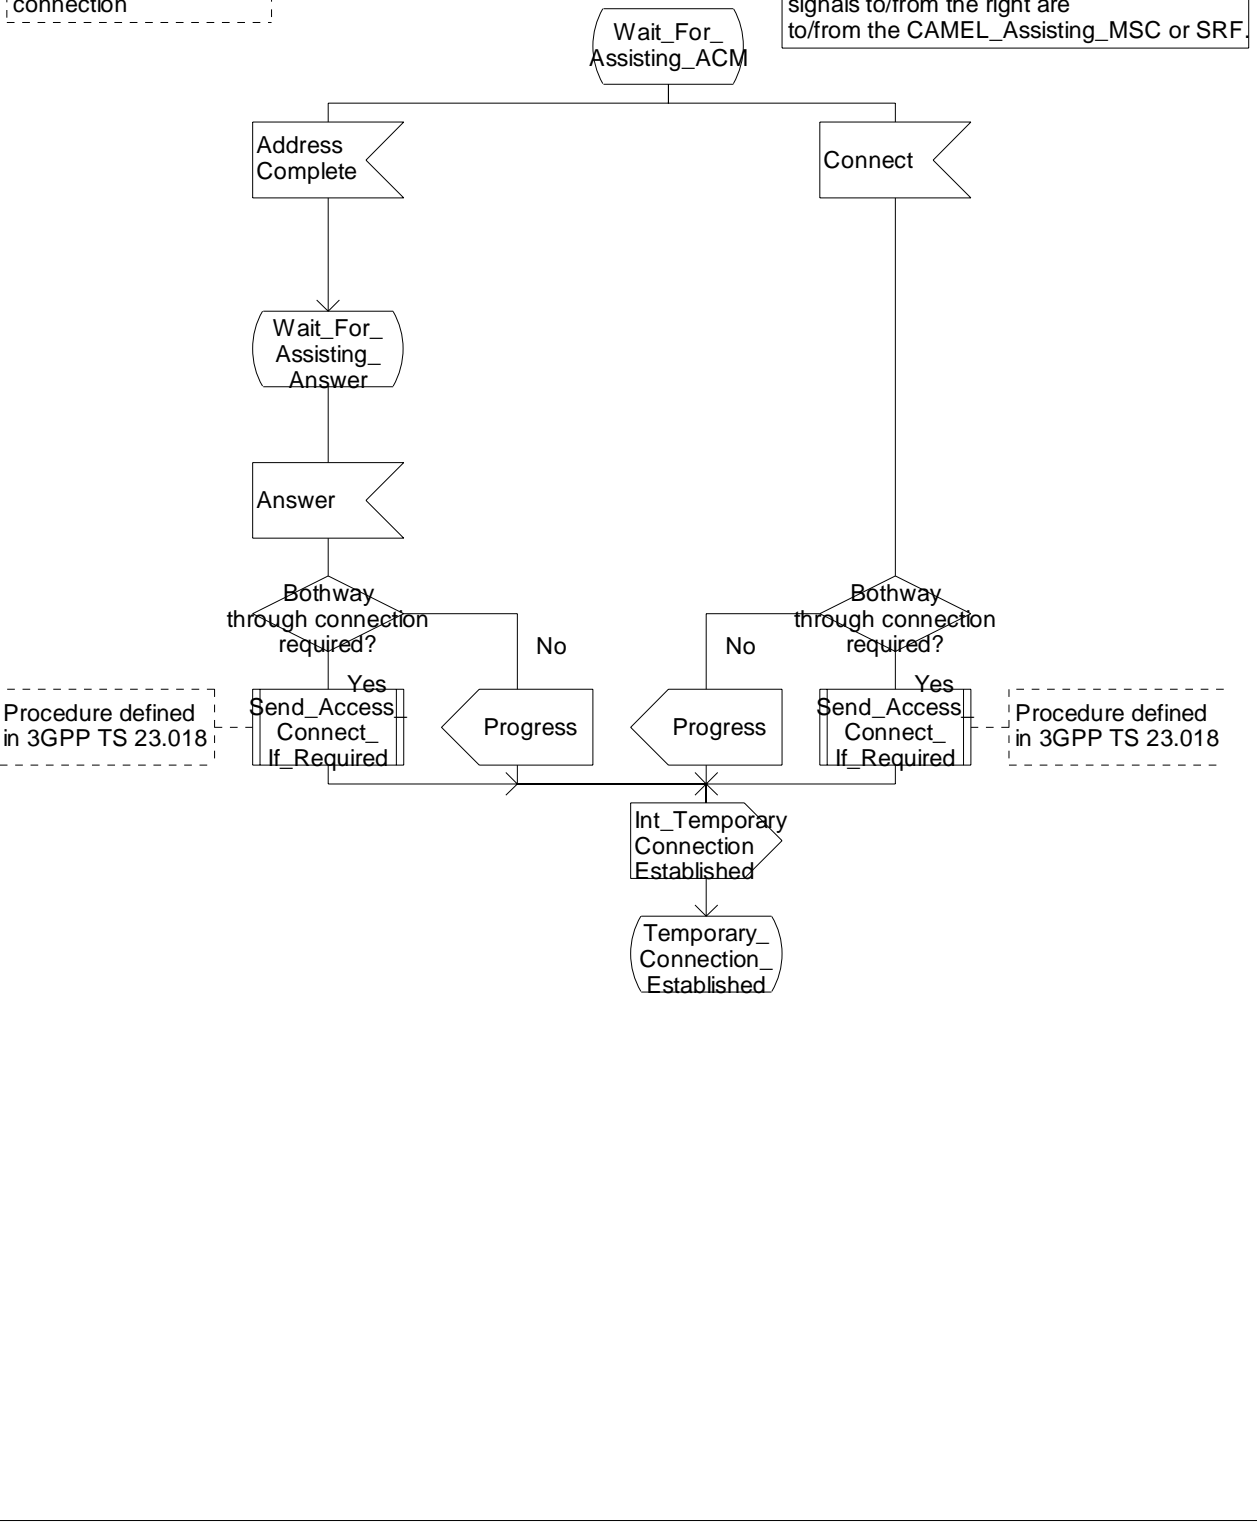 connection
signals to/from the right are
to/from the CAMEL_Assisting_MSC or SRF.
Wait_For_
Assisting_ACM
Address
Complete
Connect
Wait_For_
Assisting_
Answer
Answer
Bothway
through connection
required?
No
Yes
Bothway
through connection
required?
No
Yes
Procedure defined
in 3GPP TS 23.018
Send_Access_
Connect_
If_Required
Progress
Progress
Send_Access_
Connect_
If_Required
Procedure defined
in 3GPP TS 23.018
Int_Temporary
Connection
Established
Temporary_
Connection_
Established